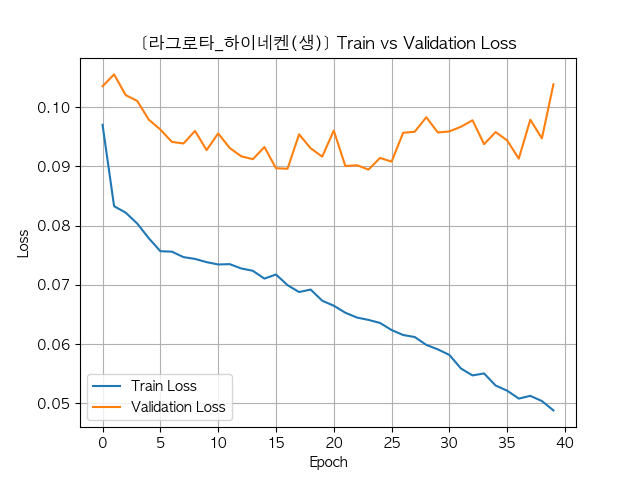 [라그로타_하이네켄(생)] Train vs Validation Loss
0.10
0.09
0.08
0.07
0.06
0.05
Loss
Train Loss
Validation Loss
0 5 10 15 20 25 30 35 40
Epoch